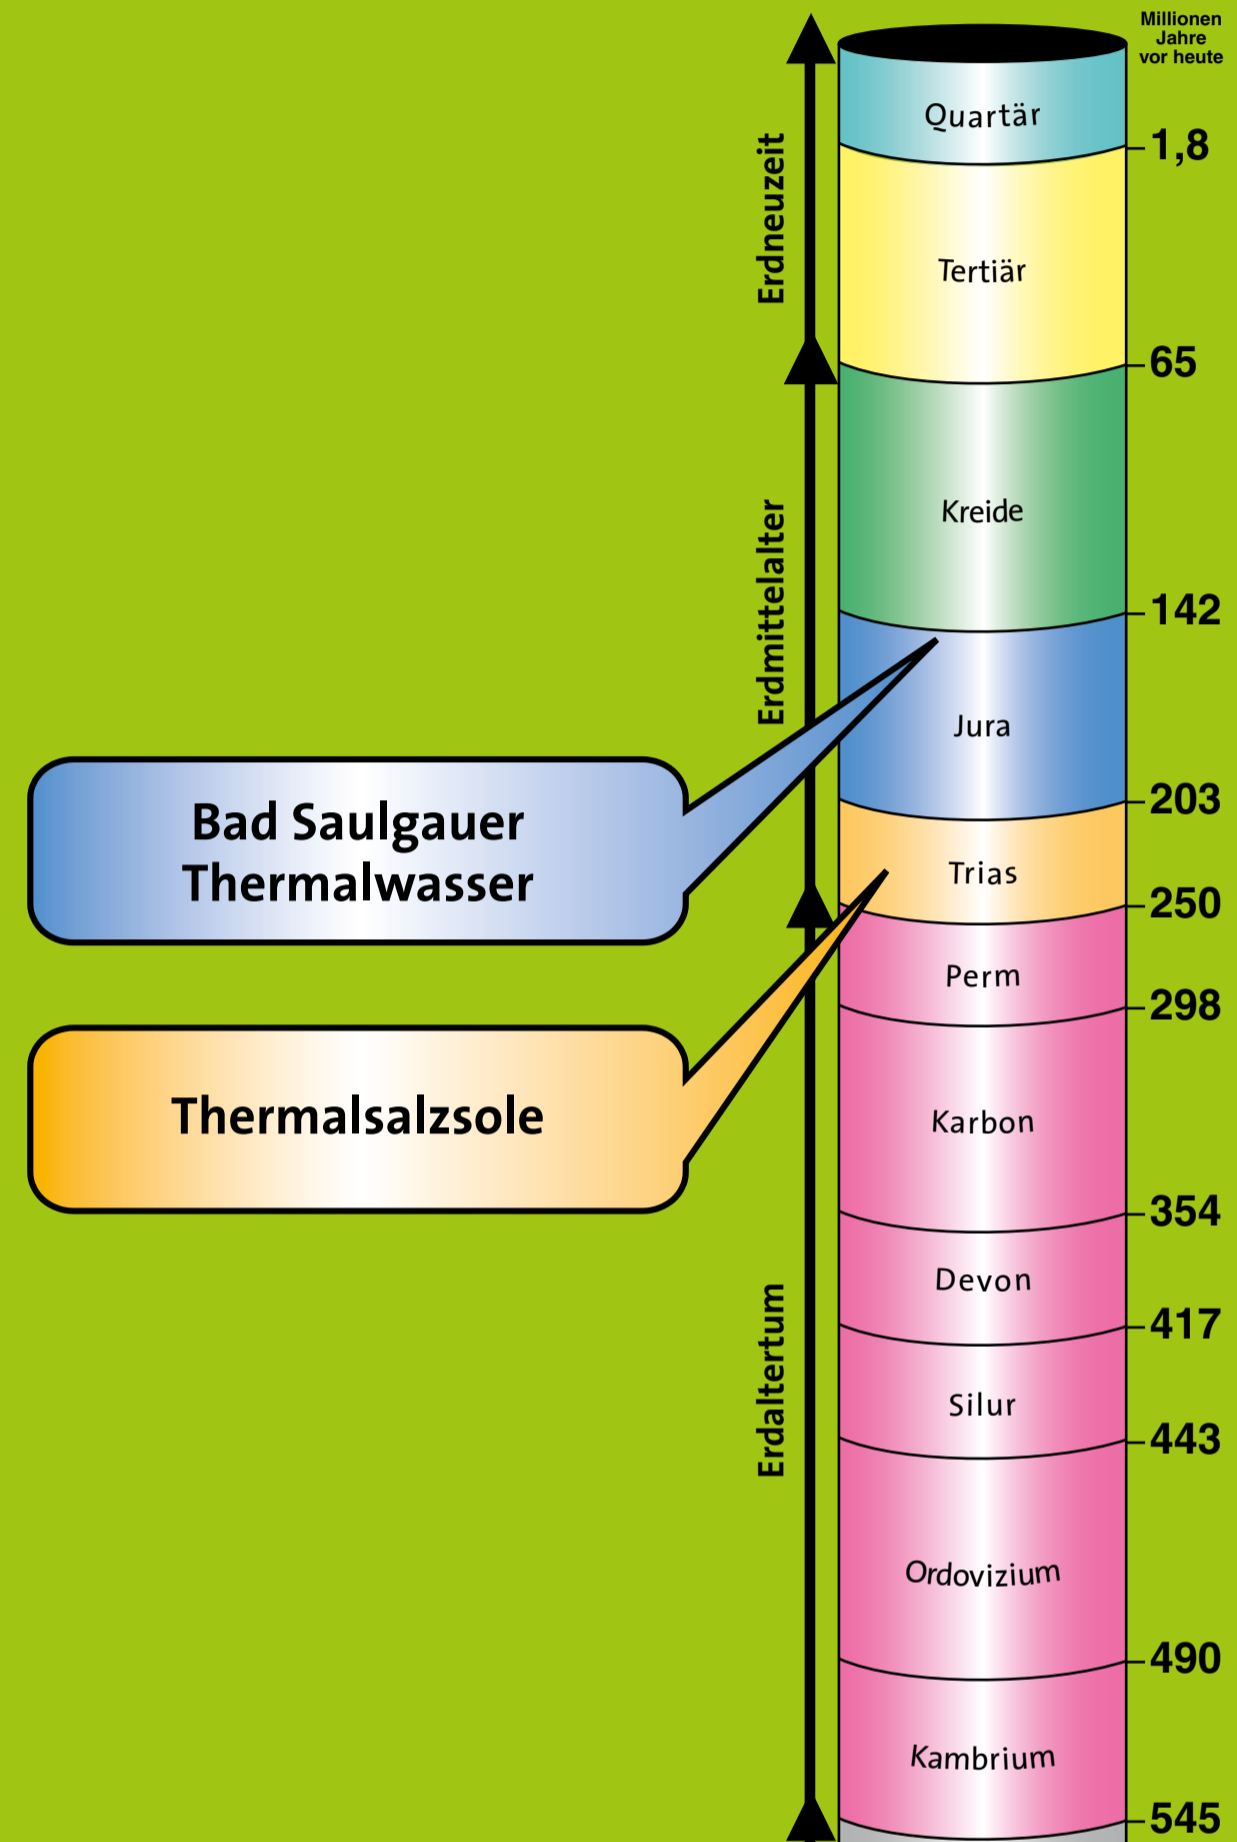 Millionen
Jahre
vor heute
Quartär
1,8
Erdneuzeit
Tertiär
65
Kreide
Erdmittelalter
142
Jura
203
Bad Saulgauer
Thermalwasser
Trias
250
Perm
298
Thermalsalzsole
Karbon
354
Devon
417
Erdaltertum
Silur
443
Ordovizium
490
Kambrium
545